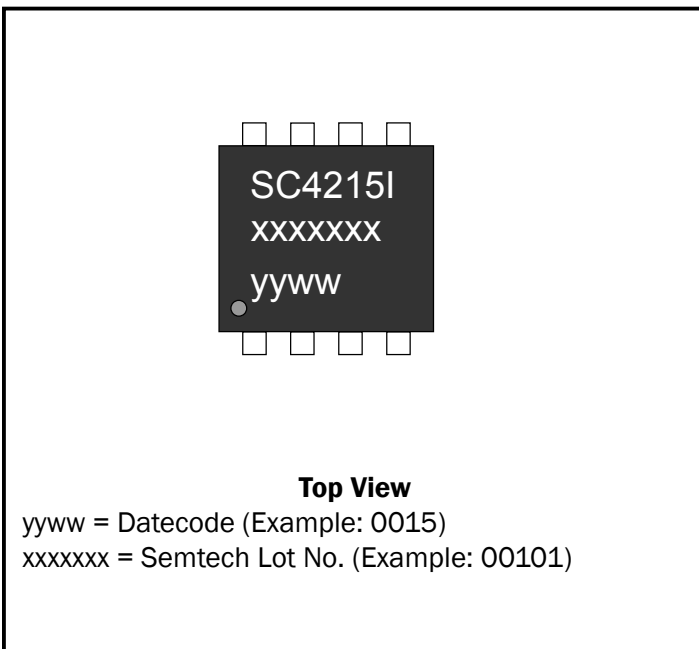 SC4215I
xxxxxxx
yyww
Top View
yyww = Datecode (Example: 0015)
xxxxxxx = Semtech Lot No. (Example: 00101)